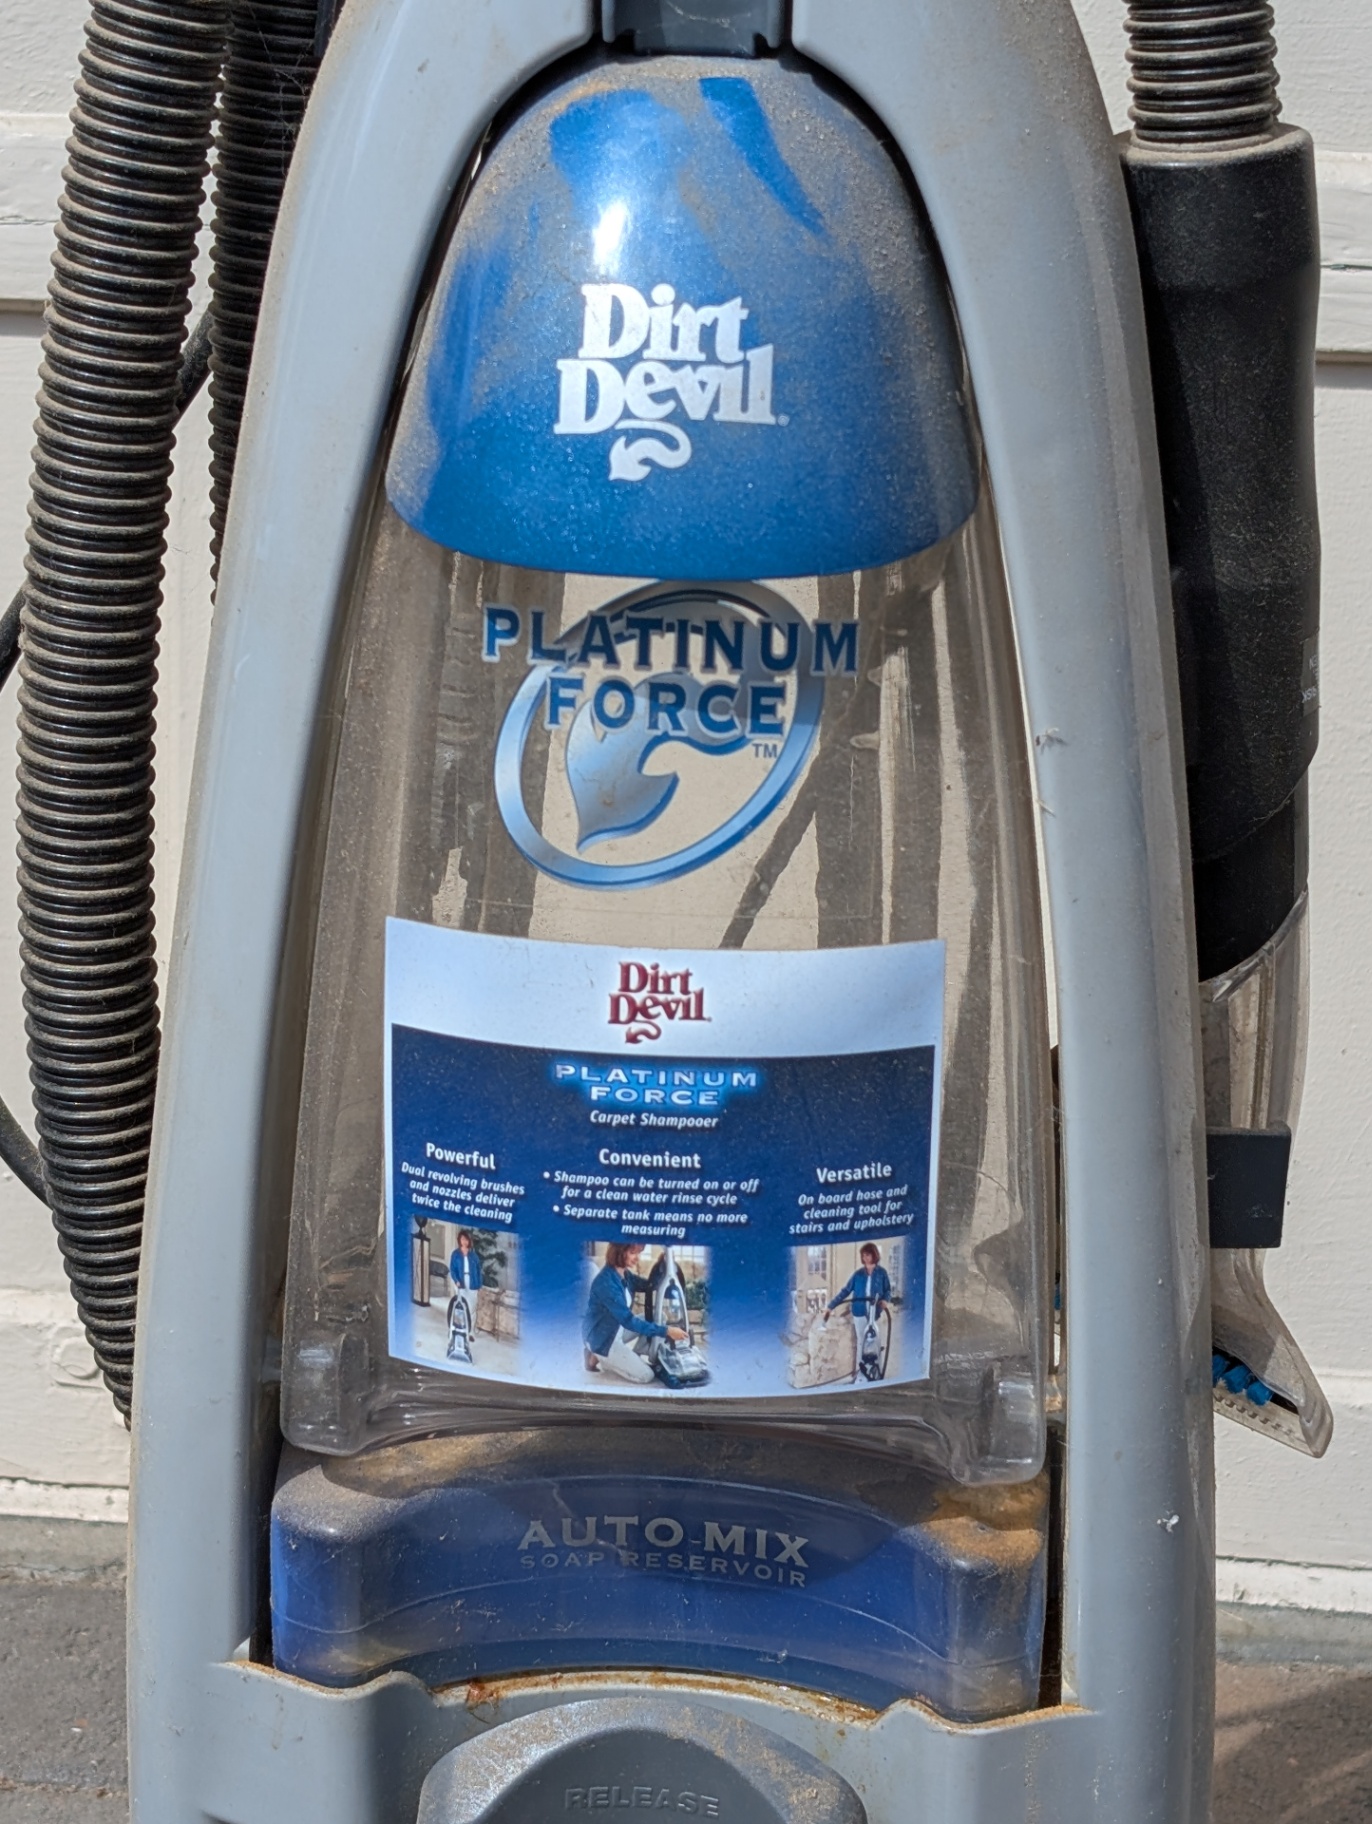 Dirt
Devil
PLATINUM
FORCE
TM
Dirt
Devil
PLATINUM
FORCE
Carpet Shampooer
Powerful
Dual revolving brushes
and nozzles deliver
twice the cleaning
Convenient
• Shampoo can be turned on or off
for a clean water rinse cycle
• Separate tank means no more
measuring
Versatile
On board hose and
cleaning tool for
stairs and upholstery
AUTO-MIX
SOAP RESERVOIR
RELEASE